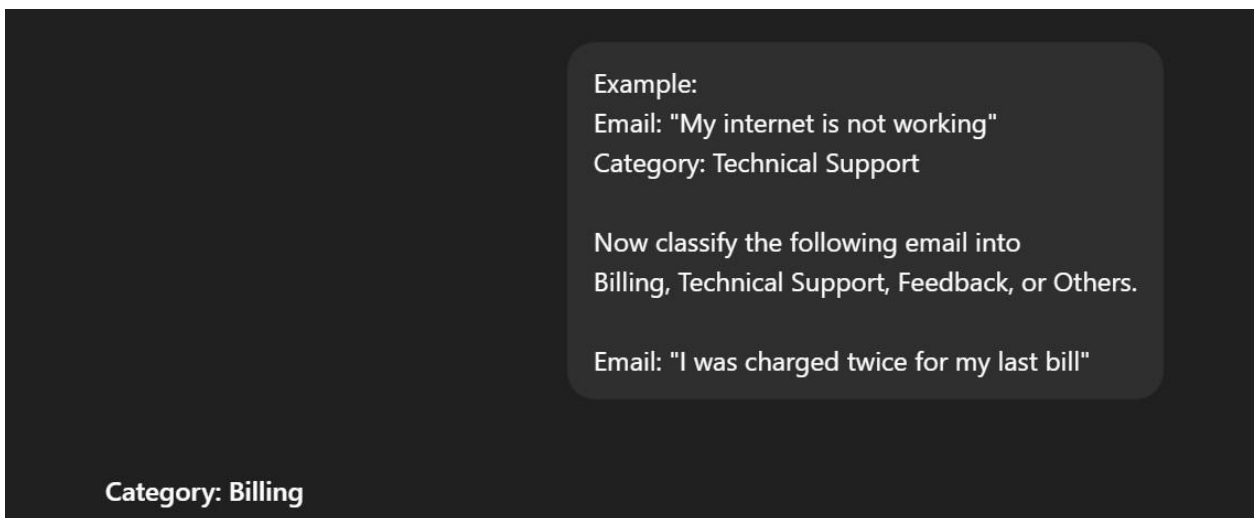 Example:
Email: "My internet is not working"
Category: Technical Support
Now classify the following email into
Billing, Technical Support, Feedback, or Others.
Email: "I was charged twice for my last bill"
Category: Billing